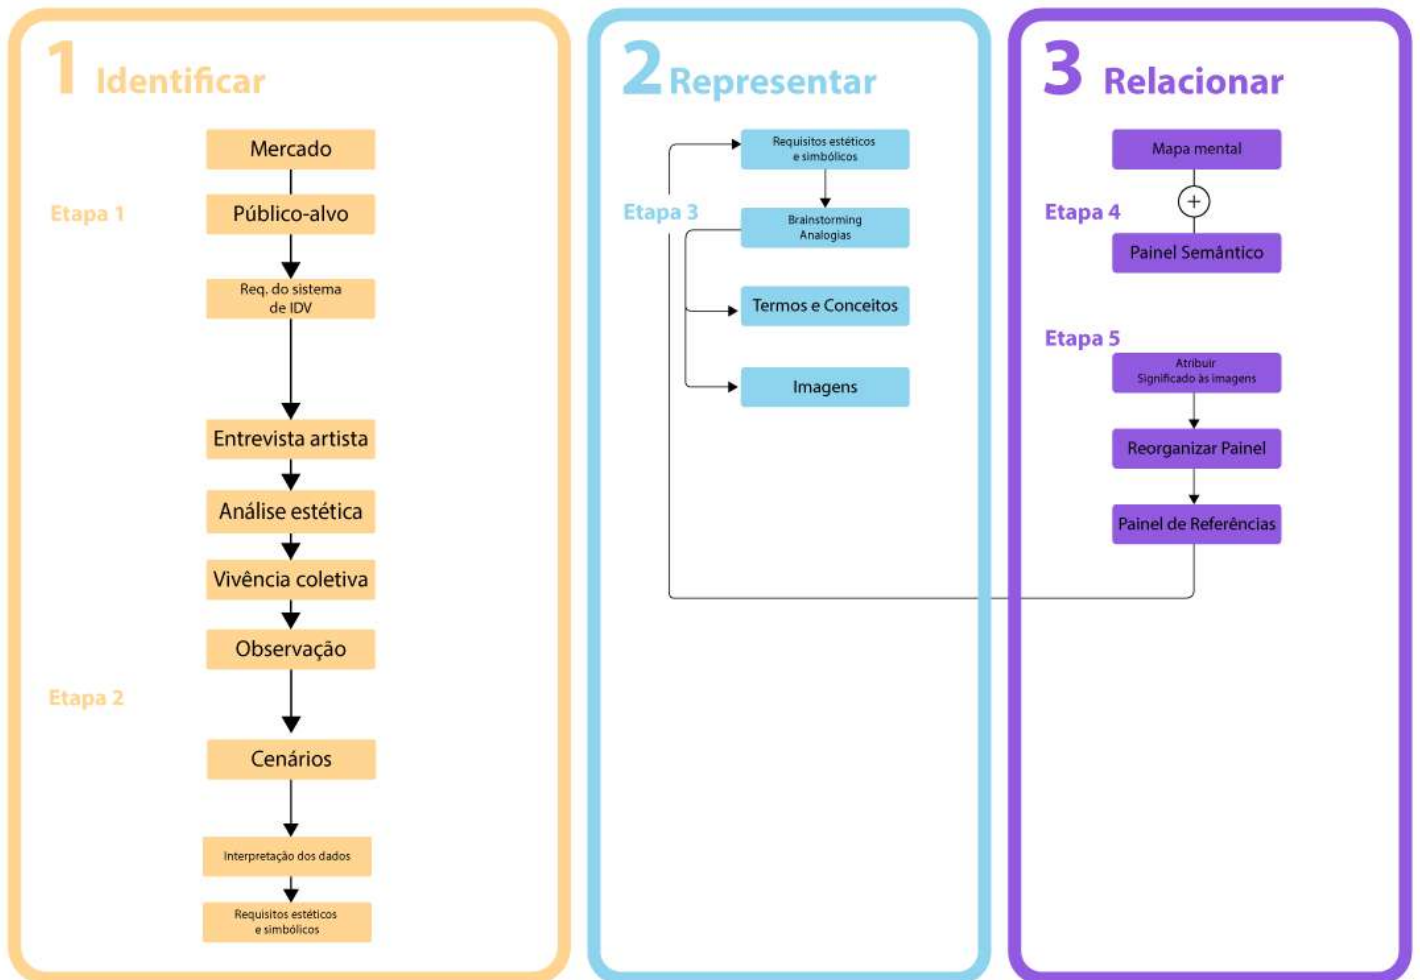 1 Identificar
Mercado
Etapa 1
Público-alvo
Req. do sistema
de IDV
Entrevista artista
Análise estética
Vivência coletiva
Observação
Etapa 2
Cenários
Interpretação dos dados
Requisitos estéticos
e simbólicos
2 Representar
Requisitos estéticos
e simbólicos
Etapa 3
Brainstorming
Analogias
Termos e Conceitos
Imagens
3 Relacionar
Mapa mental
+
Etapa 4
Painel Semântico
Etapa 5
Atribuir
Significado às imagens
Reorganizar Painel
Painel de Referências